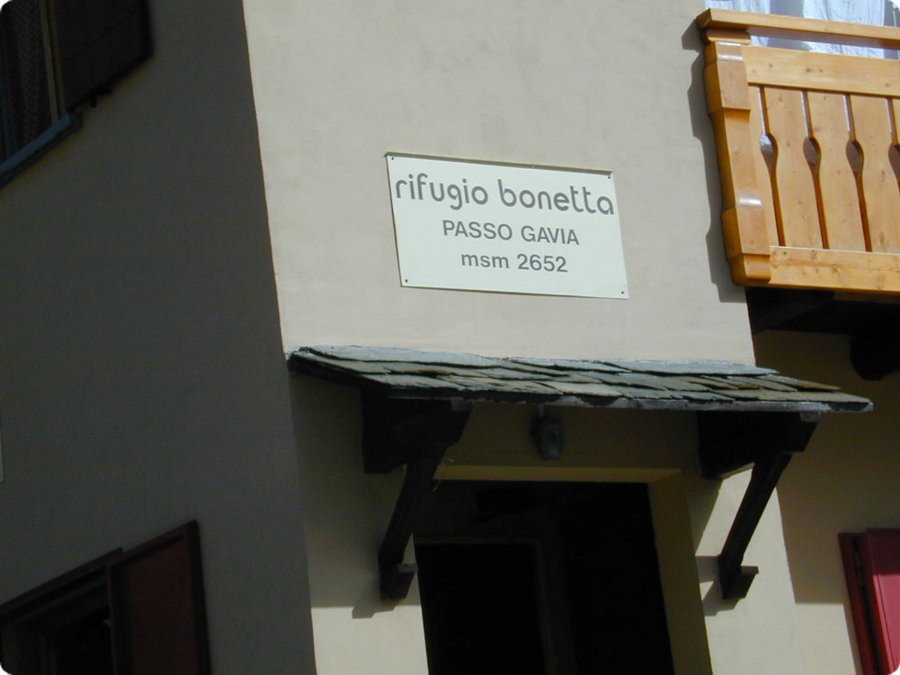 rifugio bonetta
PASSO GAVIA
msm 2652